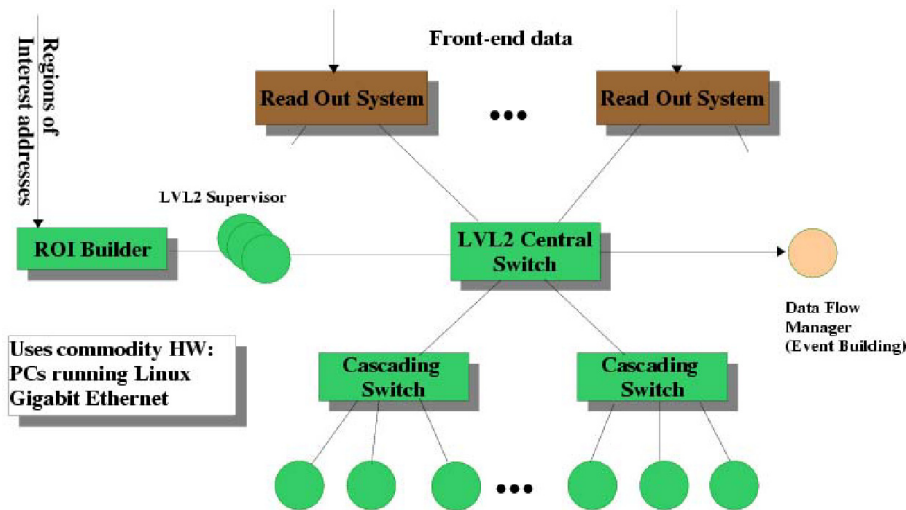 Front-end data
Regions of
Interest addresses
Read Out System
Read Out System
LVL2 Supervisor
ROI Builder
LVL2 Central
Switch
Data Flow
Manager
(Event Building)
Uses commodity HW:
PCs running Linux
Gigabit Ethernet
Cascading
Switch
Cascading
Switch